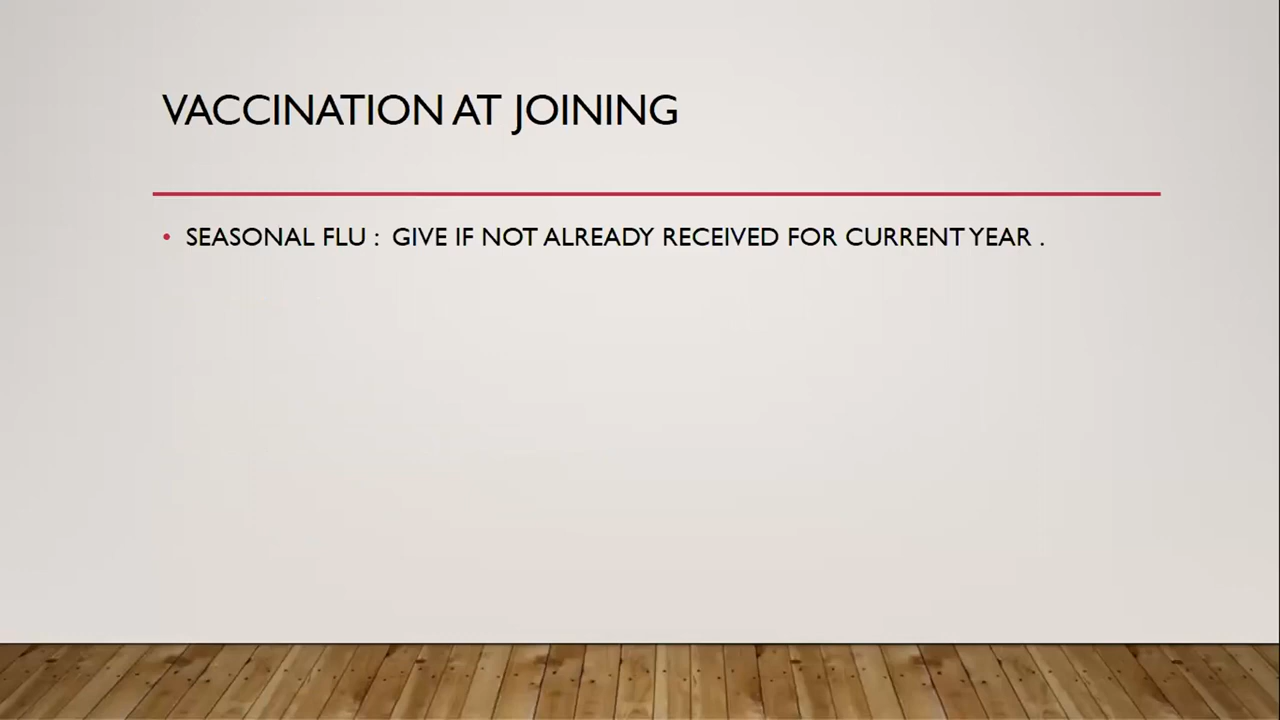 VACCINATION AT JOINING
• SEASONAL FLU : GIVE IF NOT ALREADY RECEIVED FOR CURRENT YEAR .